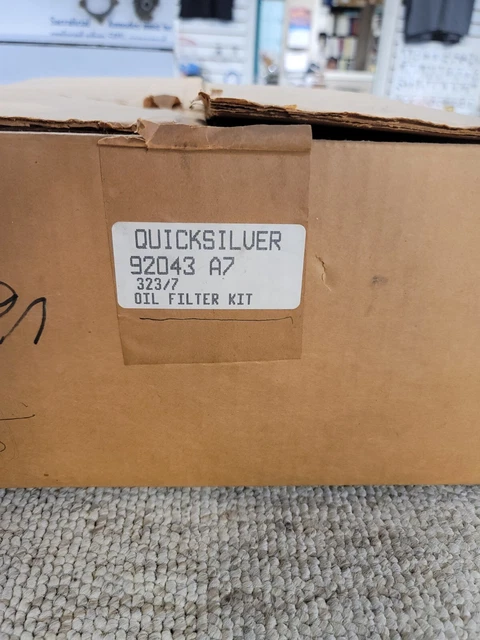 QUICKSILVER
92043 A7
323/7
OIL FILTER KIT